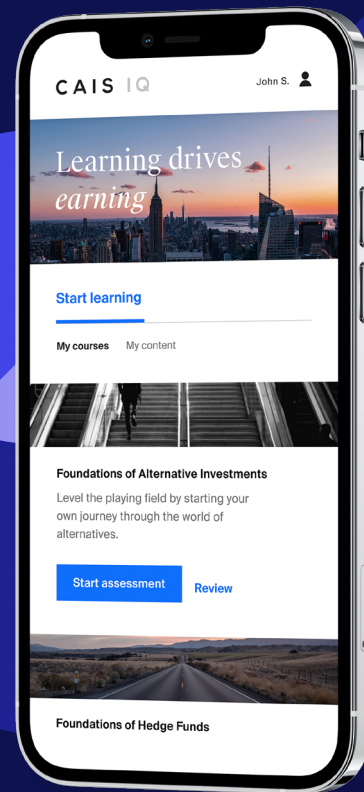 CAIS IQ
John S.
Learning drives
earning
Start learning
My courses My content
Foundations of Alternative Investments
Level the playing field by starting your
own journey through the world of
alternatives.
Start assessment Review
Foundations of Hedge Funds